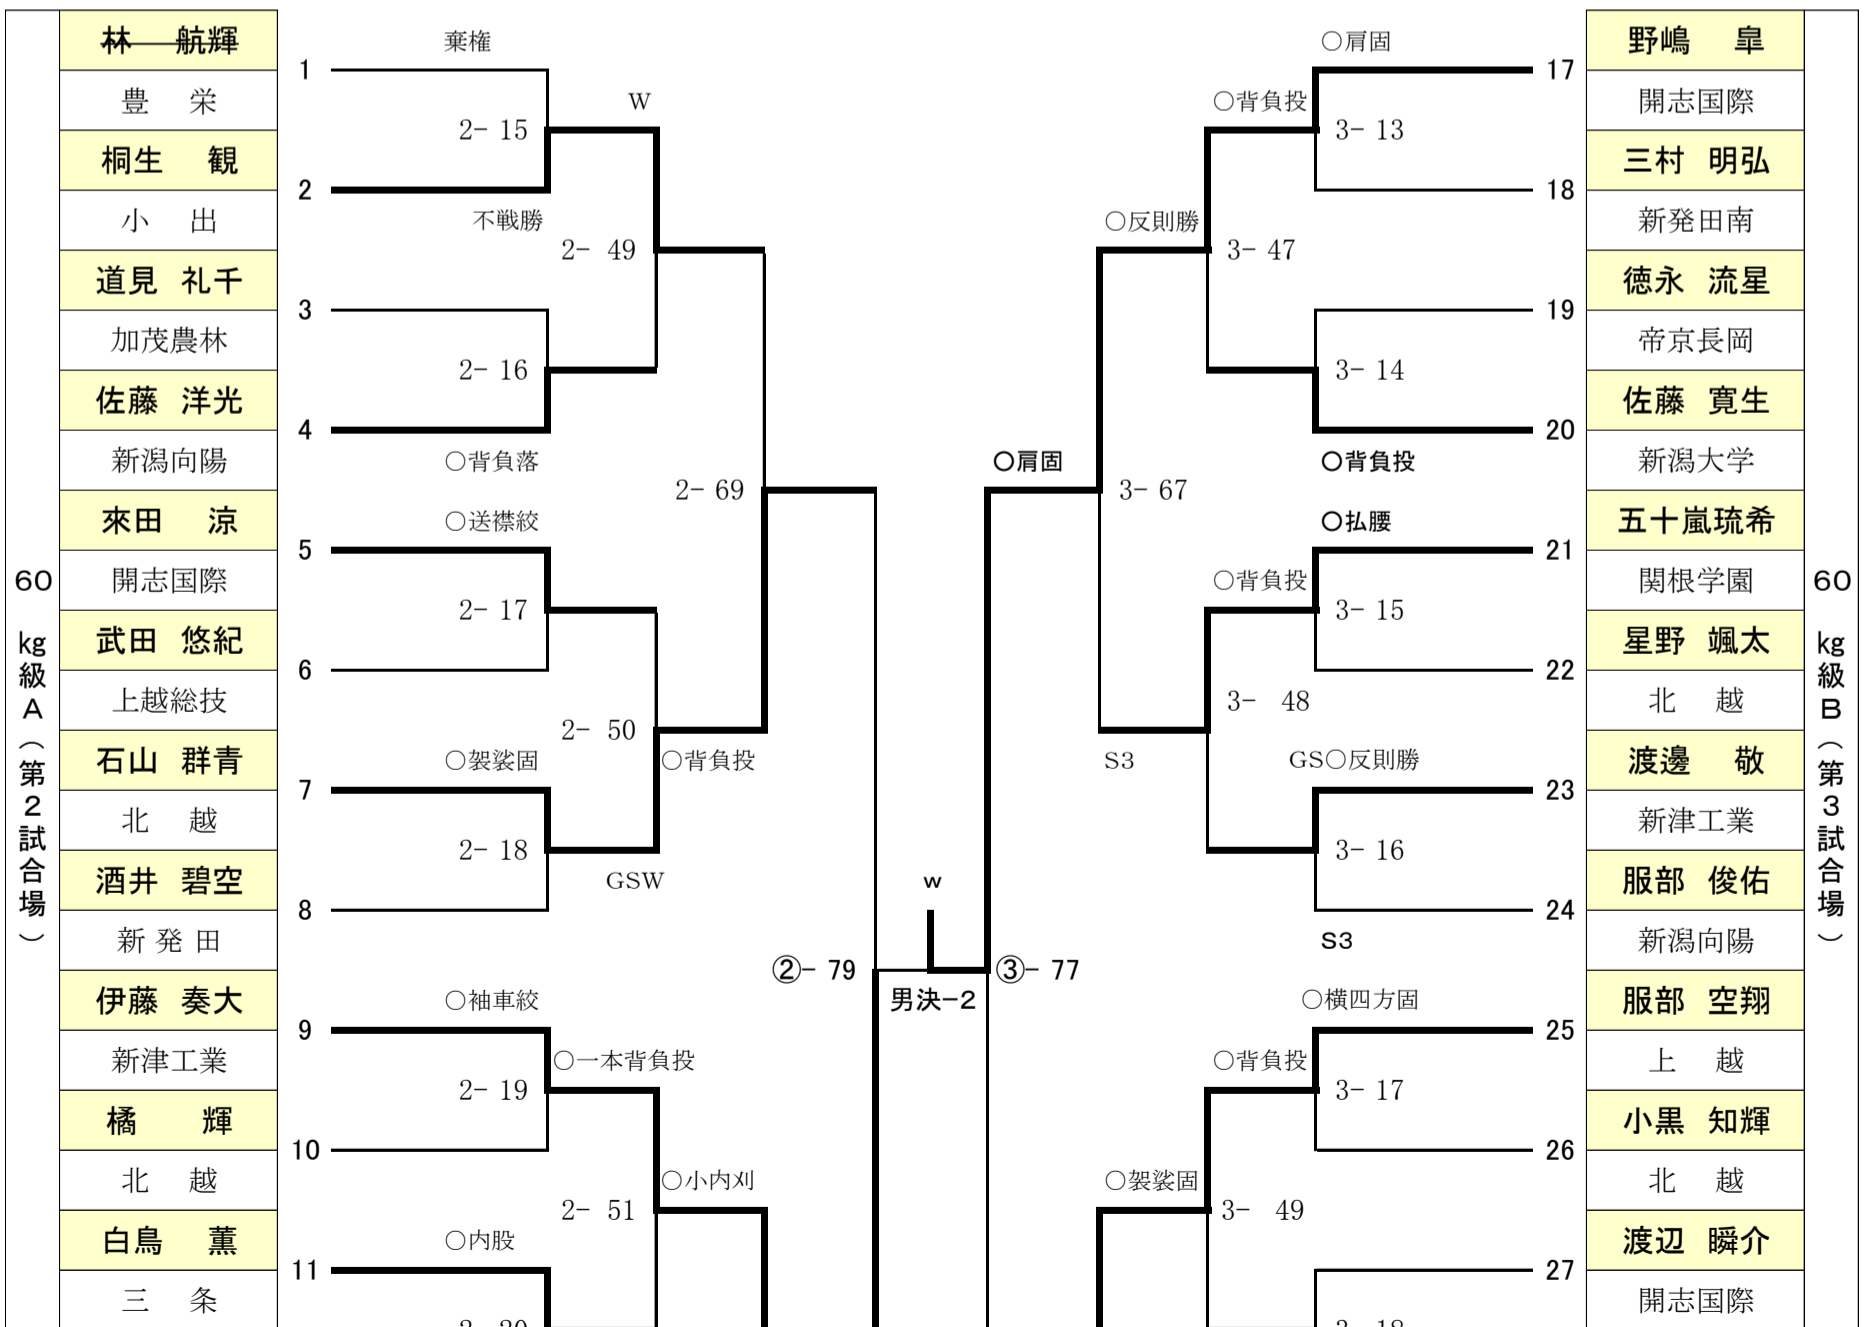 60 kg級A（第2試合場）
林 航輝
豊 栄
桐生 観
小 出
道見 礼千
加茂農林
佐藤 洋光
新潟向陽
來田 涼
開志国際
武田 悠紀
上越総技
石山 群青
北 越
酒井 碧空
新 発 田
伊藤 奏大
新津工業
橘 輝
北 越
白鳥 薫
三 条
1
2
3
4
5
6
7
8
9
10
11
棄権
2- 15
不戦勝
2- 16
○背負落
○送襟絞
2- 17
○袈裟固
2- 18
○袖車絞
2- 19
○内股
W
2- 49
2- 50
GSW
○一本背負投
2- 51
2- 69
○背負投
○小内刈
②- 79
w
男決-2
③- 77
○肩固
○反則勝
3- 67
S3
○袈裟固
○背負投
3- 47
○背負投
3- 48
○背負投
3- 49
○肩固
3- 13
3- 14
○背負投
○払腰
3- 15
GS○反則勝
3- 16
S3
○横四方固
3- 17
17
18
19
20
21
22
23
24
25
26
27
野嶋 皐
開志国際
三村 明弘
新発田南
徳永 流星
帝京長岡
佐藤 寛生
新潟大学
五十嵐琉希
関根学園
星野 颯太
北 越
渡邊 敬
新津工業
服部 俊佑
新潟向陽
服部 空翔
上 越
小黒 知輝
北 越
渡辺 瞬介
開志国際
60 kg級B（第3試合場）